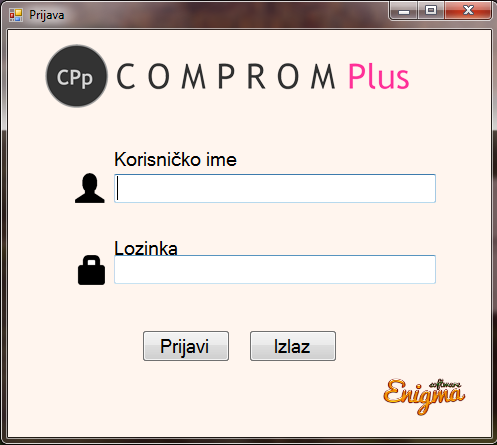 Prijava
CPp COMPROM Plus
Korisničko ime
Lozinka
Prijavi Izlaz
software
Enigma